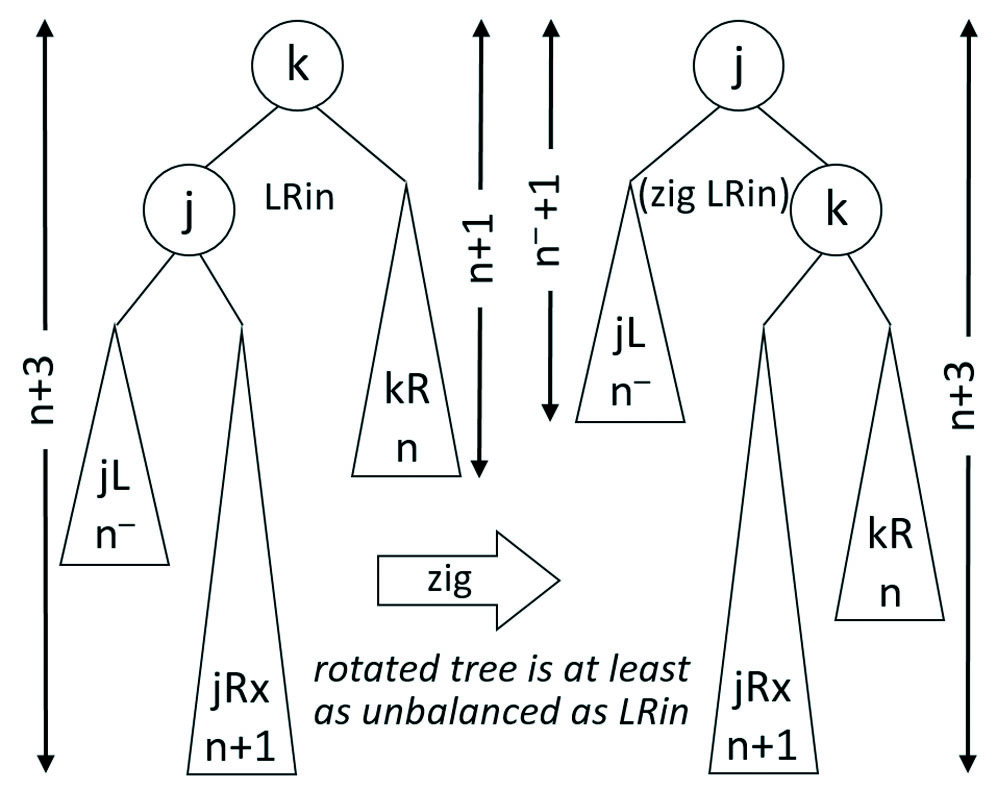 k
j
LRin
n+1
n⁻+1
j
(zig LRin)
k
n+3
jL
n⁻
kR
n
jL
n⁻
n+3
kR
n
zig
jRx
n+1
rotated tree is at least
as unbalanced as LRin
jRx
n+1